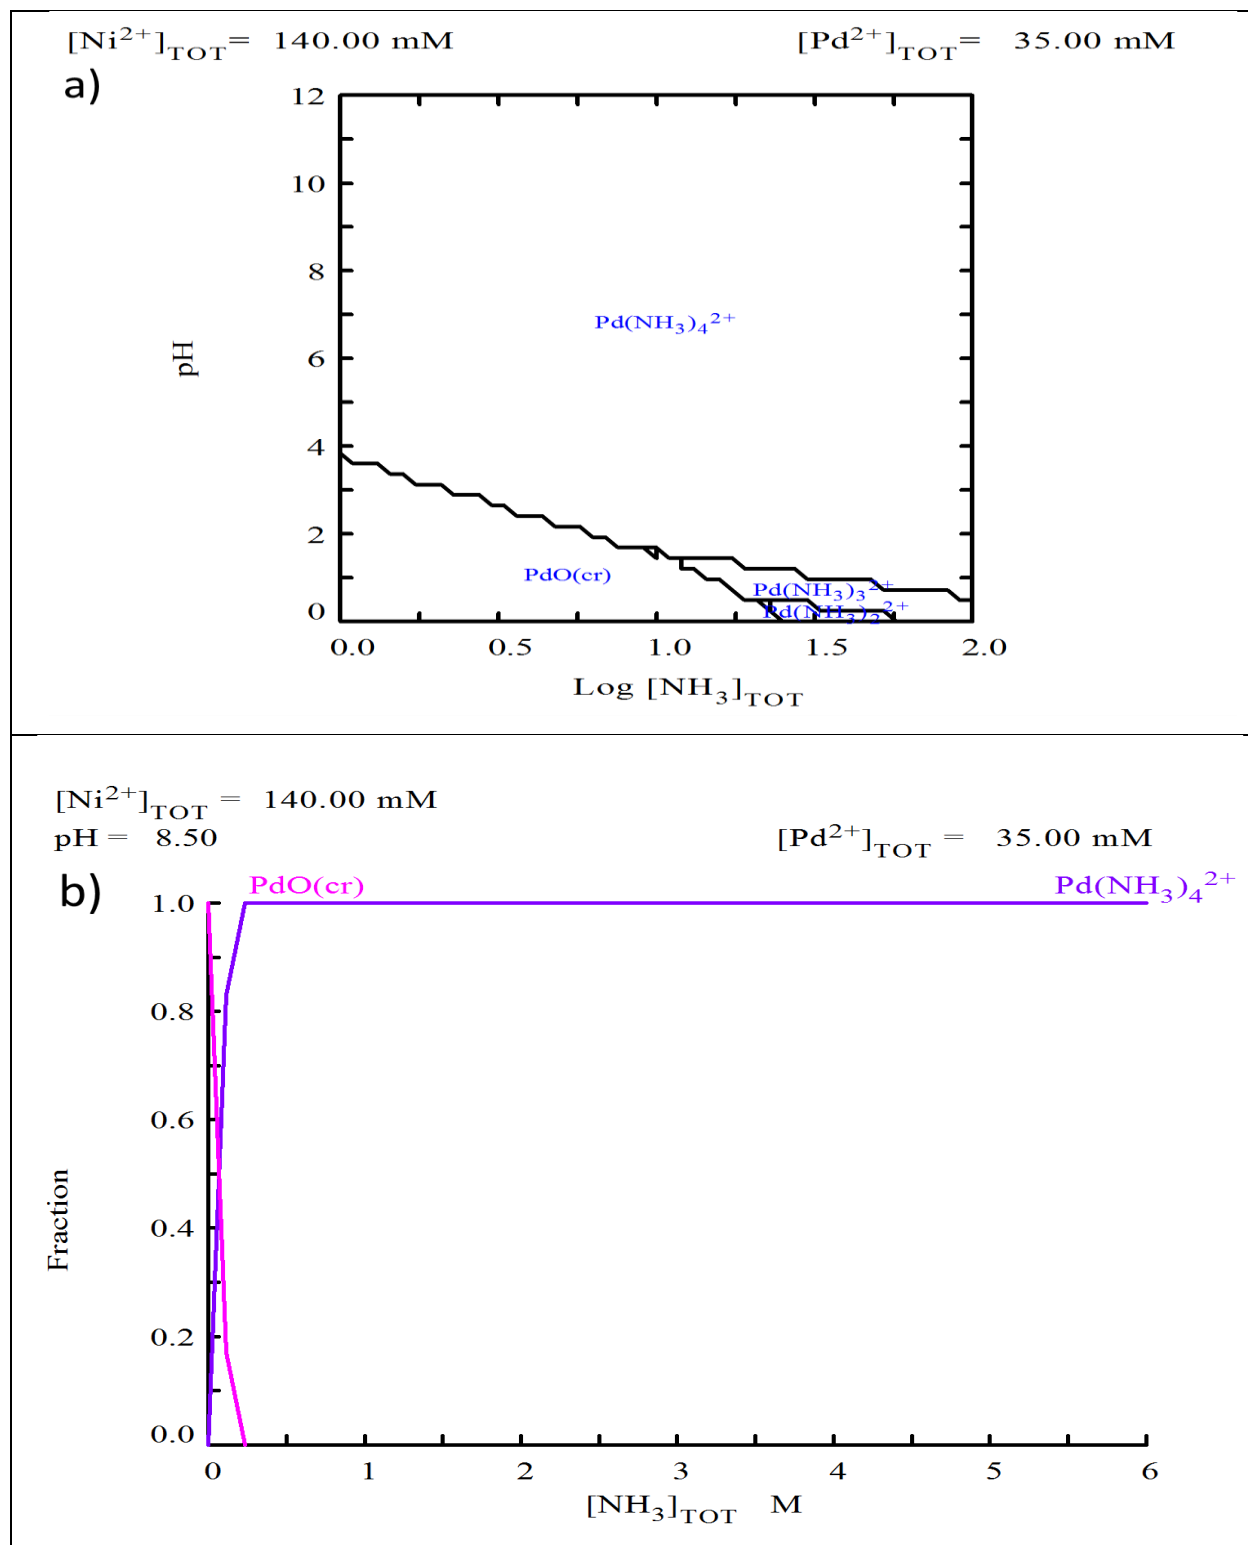 [Ni²⁺]TOT = 140.00 mM [Pd²⁺]TOT = 35.00 mM
a)
12
10
8
6
4
2
0
pH
Pd(NH₃)₄²⁺
PdO(cr)
Pd(NH₃)₃²⁺
Pd(NH₃)₂²⁺
0.0 0.5 1.0 1.5 2.0
Log [NH₃]TOT
[Ni²⁺]TOT = 140.00 mM
pH = 8.50 [Pd²⁺]TOT = 35.00 mM
b)
PdO(cr) Pd(NH₃)₄²⁺
1.0
0.8
0.6
0.4
0.2
0.0
Fraction
0 1 2 3 4 5 6
[NH₃]TOT M